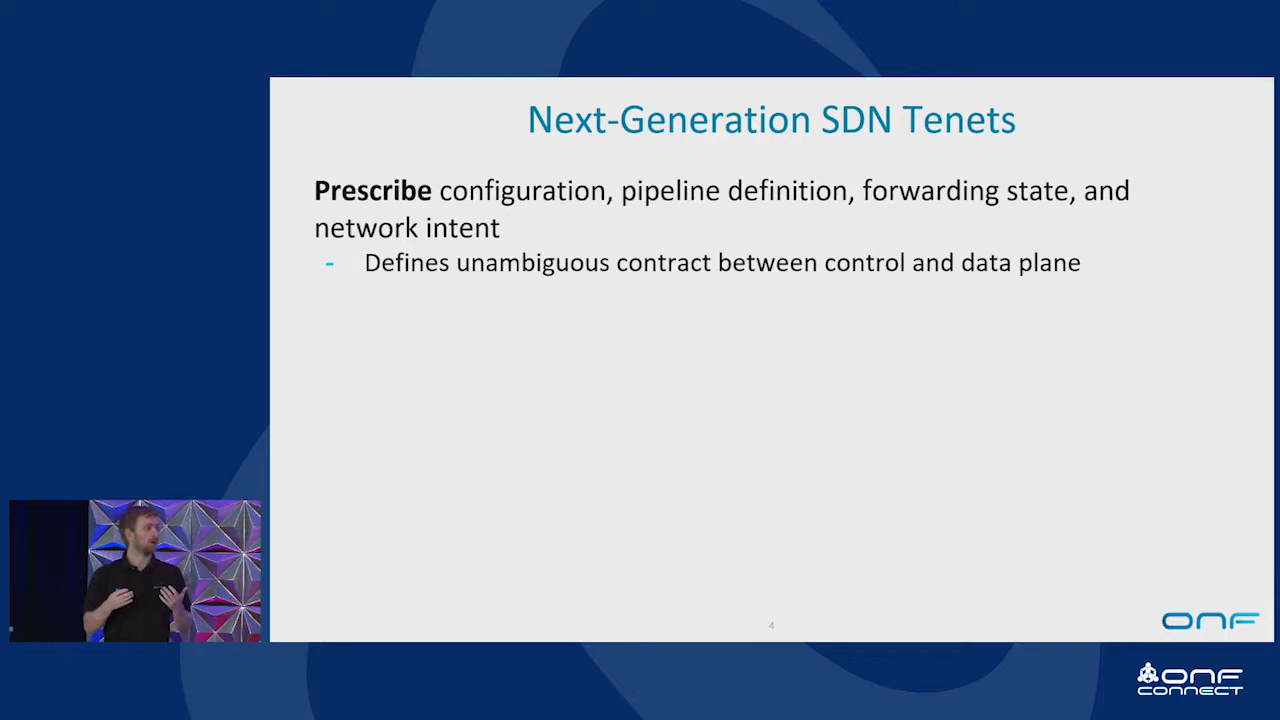 Next-Generation SDN Tenets
Prescribe configuration, pipeline definition, forwarding state, and
network intent
- Defines unambiguous contract between control and data plane
4
ONF
ONF
CONNECT